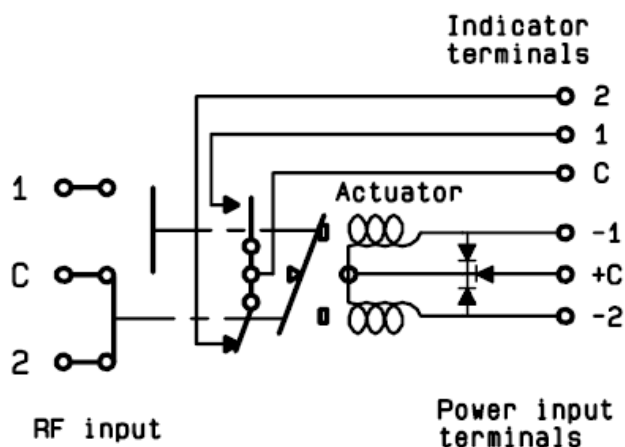 Indicator
terminals
2
1
C
1
Actuator
-1
C
+C
-2
2
RF input
Power input
terminals